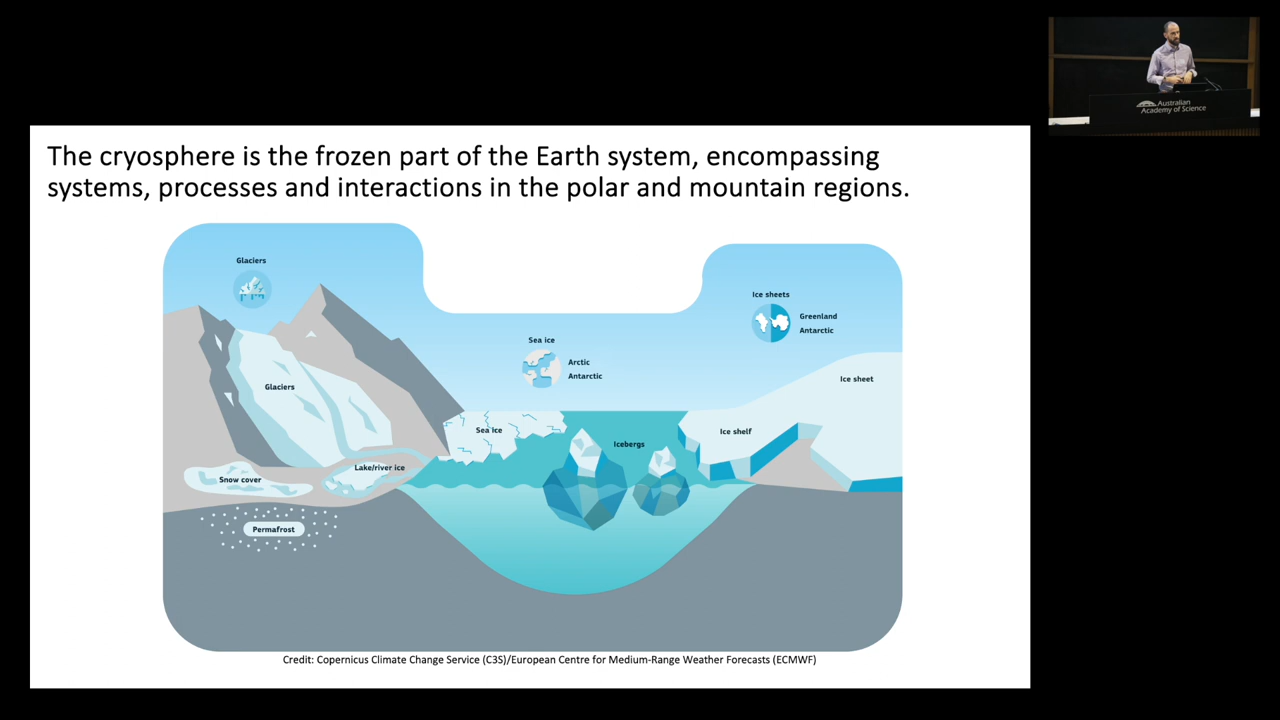 The cryosphere is the frozen part of the Earth system, encompassing
systems, processes and interactions in the polar and mountain regions.
Glaciers
Ice sheets
Greenland
Antarctic
Sea ice
Arctic
Antarctic
Glaciers
Ice sheet
Sea ice
Ice shelf
Icebergs
Lake/river ice
Snow cover
Permafrost
Credit: Copernicus Climate Change Service (C3S)/European Centre for Medium-Range Weather Forecasts (ECMWF)
Australian
Academy of Science